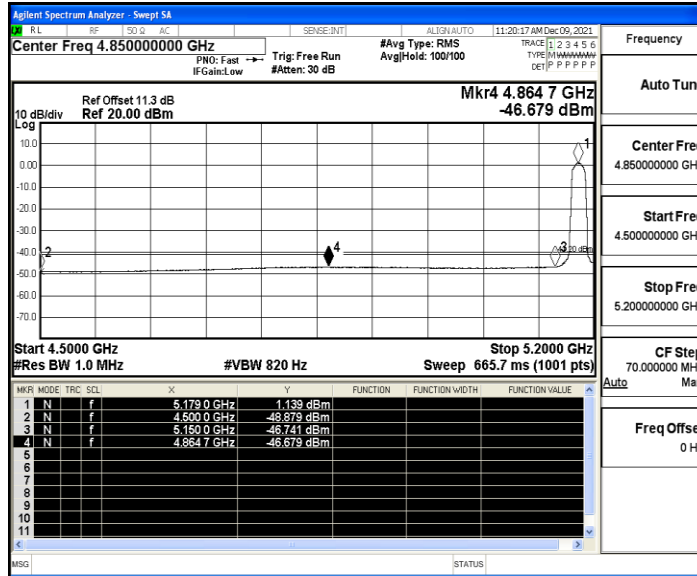 Agilent Spectrum Analyzer - Swept SA
RL RF 50 Ω AC SENSE:INT ALIGN AUTO 11:20:17 AM Dec 09, 2021
Center Freq 4.850000000 GHz
PNO: Fast
IFGain:Low
Trig: Free Run
#Atten: 30 dB
#Avg Type: RMS
Avg|Hold: 100/100
TRACE 1 2 3 4 5 6
TYPE M
DET P P P P P P
Ref Offset 11.3 dB
10 dB/div Ref 20.00 dBm
Log
Mkr4 4.864 7 GHz
-46.679 dBm
10.0
0.00
-10.0
-20.0
-30.0
-40.0
-50.0
-60.0
-70.0
1
2
4
3
Start 4.5000 GHz
#Res BW 1.0 MHz
#VBW 820 Hz
Stop 5.2000 GHz
Sweep 665.7 ms (1001 pts)
MKR MODE TRC SCL X Y FUNCTION FUNCTION WIDTH FUNCTION VALUE
1 N f 5.179 0 GHz 1.139 dBm
2 N f 4.500 0 GHz -48.879 dBm
3 N f 5.150 0 GHz -46.741 dBm
4 N f 4.864 7 GHz -46.679 dBm
5
6
7
8
9
10
11
MSG STATUS
Frequency
Auto Tun
Center Fre
4.850000000 GH
Start Fre
4.500000000 GH
Stop Fre
5.200000000 GH
CF Ste
70.000000 MH
Auto Ma
Freq Offse
0 H